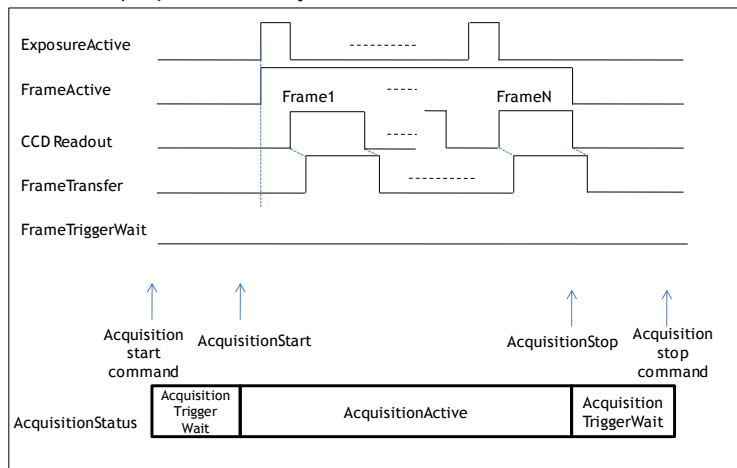 ExposureActive
FrameActive
Frame1
FrameN
CCD Readout
FrameTransfer
FrameTriggerWait
Acquisition
start
command
AcquisitionStart
AcquisitionStop
Acquisition
stop
command
AcquisitionStatus
Acquisition
Trigger
Wait
AcquisitionActive
Acquisition
TriggerWait